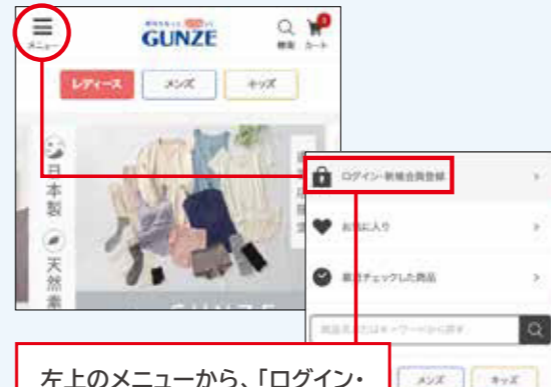 メニュー
GUNZE
検索
カート
レディース
メンズ
キッズ
日本製
天然素
ログイン・新規会員登録
お気に入り
最近チェックした商品
メンズ
キッズ
左上のメニューから、「ログイン・